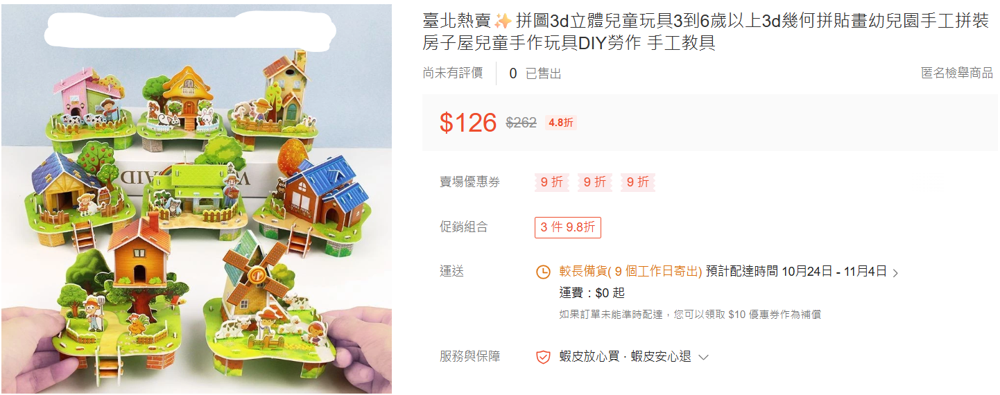 臺北熱賣✨拼圖3d立體兒童玩具3到6歲以上3d幾何拼貼畫幼兒園手工拼裝
房子屋兒童手作玩具DIY勞作 手工教具
尚未有評價 0 已售出 匿名檢舉商品
$126 $262 4.8折
賣場優惠券 9 折 9 折 9 折
促銷組合 3 件 9.8折
運送 較長備貨( 9 個工作日寄出) 預計配達時間 10月24日 - 11月4日
運費：$0 起
如果訂單未能準時配達，您可以領取 $10 優惠券作為補償
服務與保障 蝦皮放心買 · 蝦皮安心退